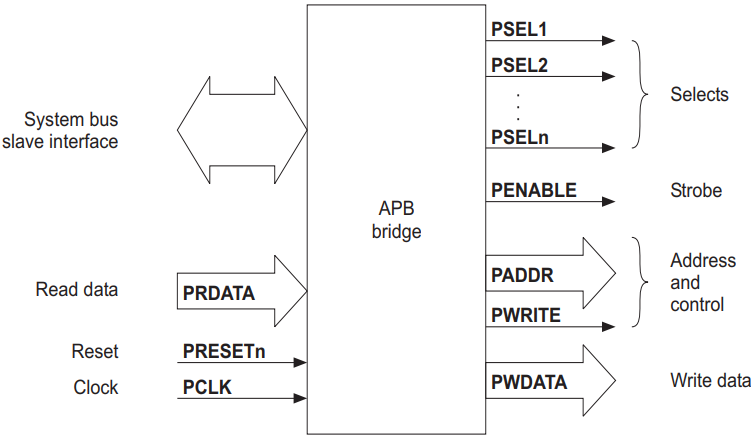 PSEL1
PSEL2
Selects
System bus
slave interface
PSELn
PENABLE
Strobe
APB
bridge
Read data
PRDATA
PADDR
Address
and
control
PWRITE
Reset
PRESETn
Clock
PCLK
PWDATA
Write data